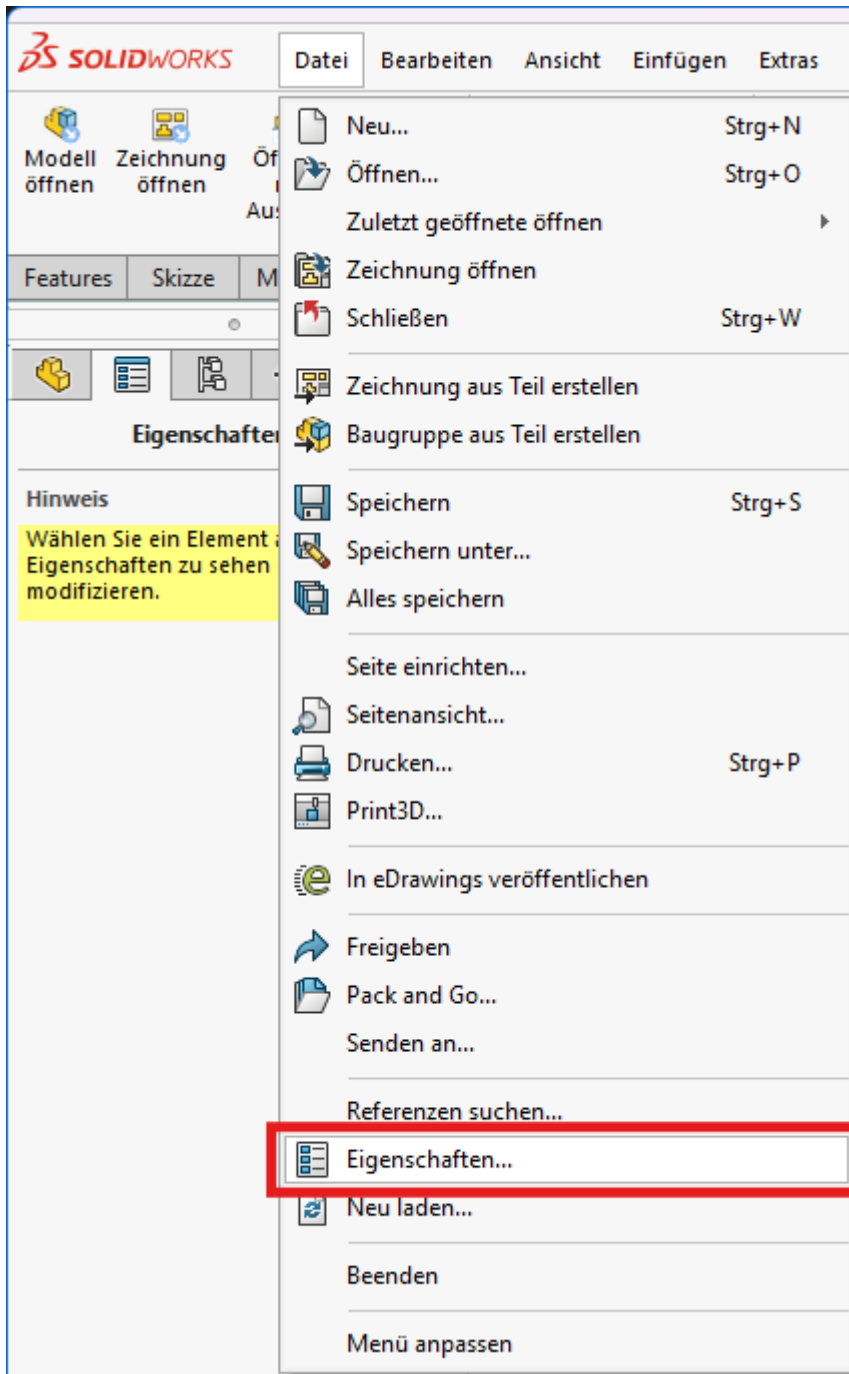 SOLIDWORKS
Datei Bearbeiten Ansicht Einfügen Extras
Modell öffnen
Zeichnung öffnen
Features Skizze
Hinweis
Wählen Sie ein Element
Eigenschaften zu sehen
modifizieren.
Neu... Strg+N
Öffnen... Strg+O
Zuletzt geöffnete öffnen
Zeichnung öffnen
Schließen Strg+W
Zeichnung aus Teil erstellen
Baugruppe aus Teil erstellen
Speichern Strg+S
Speichern unter...
Alles speichern
Seite einrichten...
Seitenansicht...
Drucken... Strg+P
Print3D...
In eDrawings veröffentlichen
Freigeben
Pack and Go...
Senden an...
Referenzen suchen...
Eigenschaften...
Neu laden...
Beenden
Menü anpassen